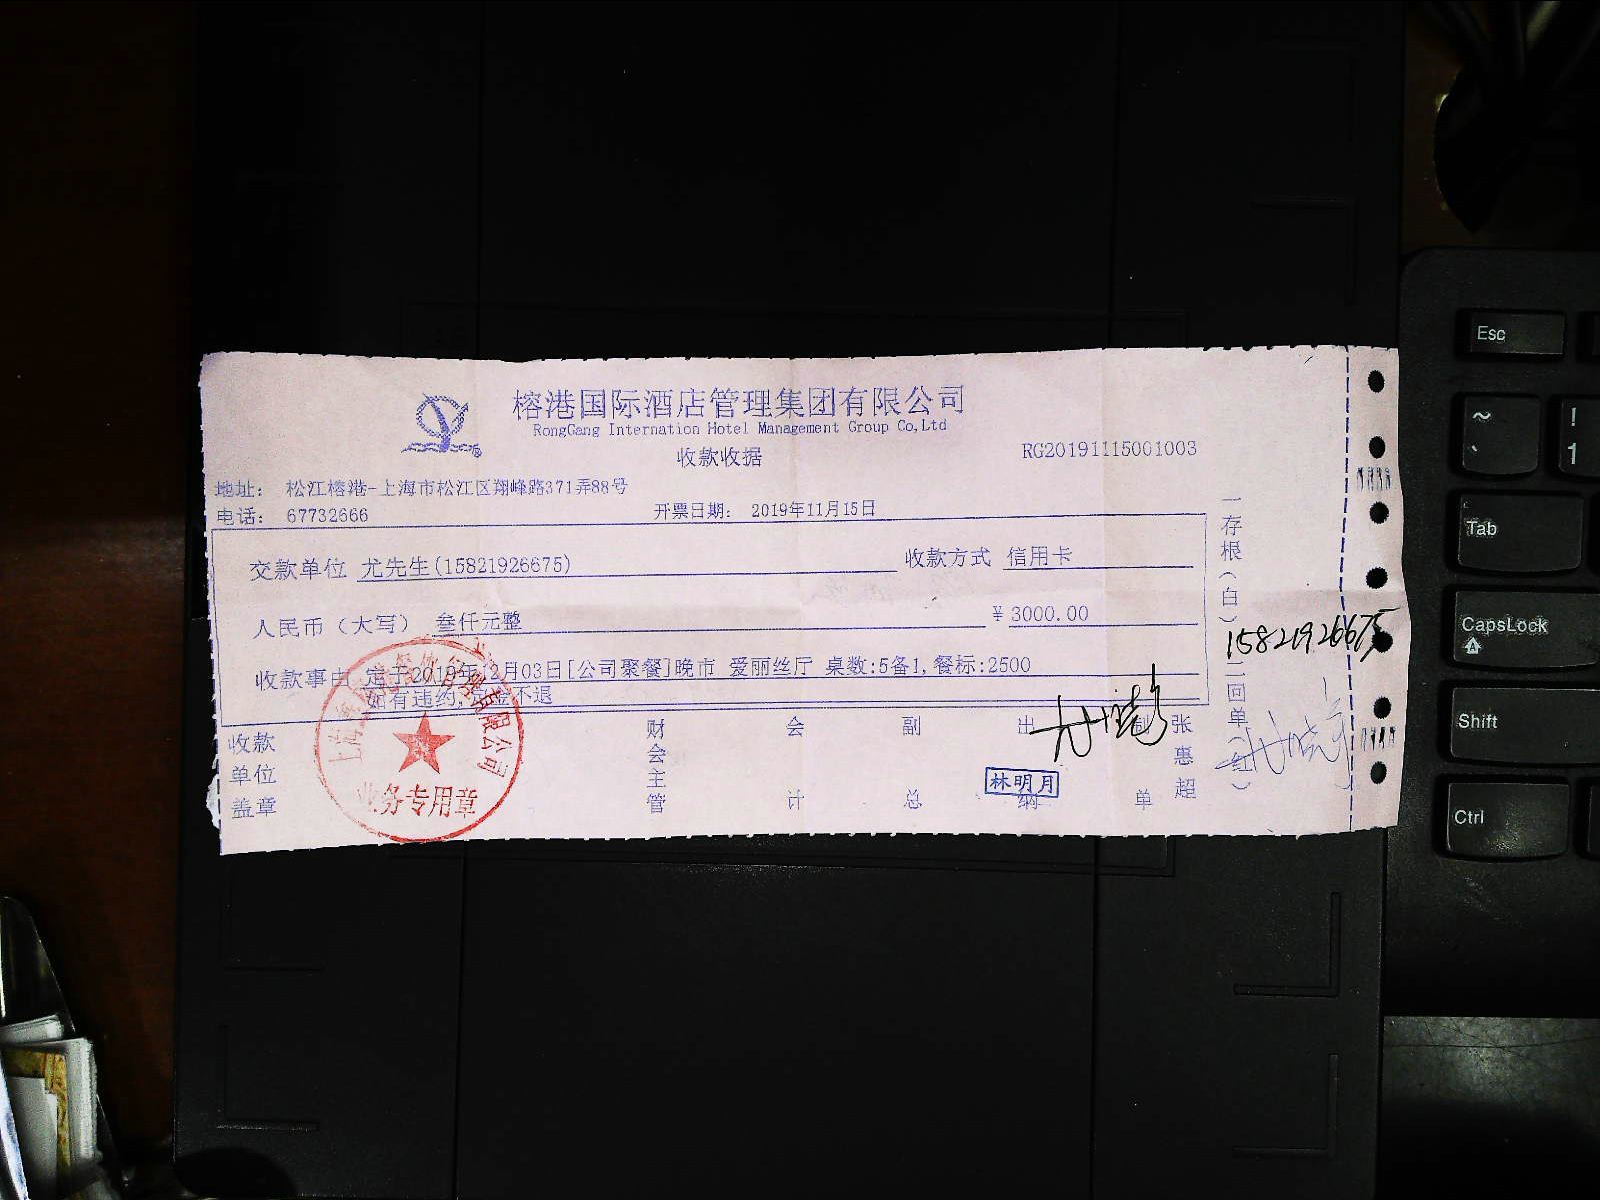 榕港国际酒店管理集团有限公司
RongGang Internation Hotel Management Group Co,Ltd
收款收据
RG20191115001003
地址： 松江榕港-上海市松江区翔峰路371弄88号
电话： 67732666
开票日期： 2019年11月15日
交款单位 尤先生(15821926675)
收款方式 信用卡
人民币（大写） 叁仟元整
¥ 3000.00
收款事由 定于2019年12月03日[公司聚餐]晚市 爱丽丝厅 桌数:5备1,餐标:2500
如有违约,定金不退
收款单位盖章
业务专用章
财会主管
会计
副总
出纳
林明月
制单
张惠超
一存根（白）二回单（红）
15821926675
Esc
~
`
!
1
Tab
CapsLock
Shift
Ctrl